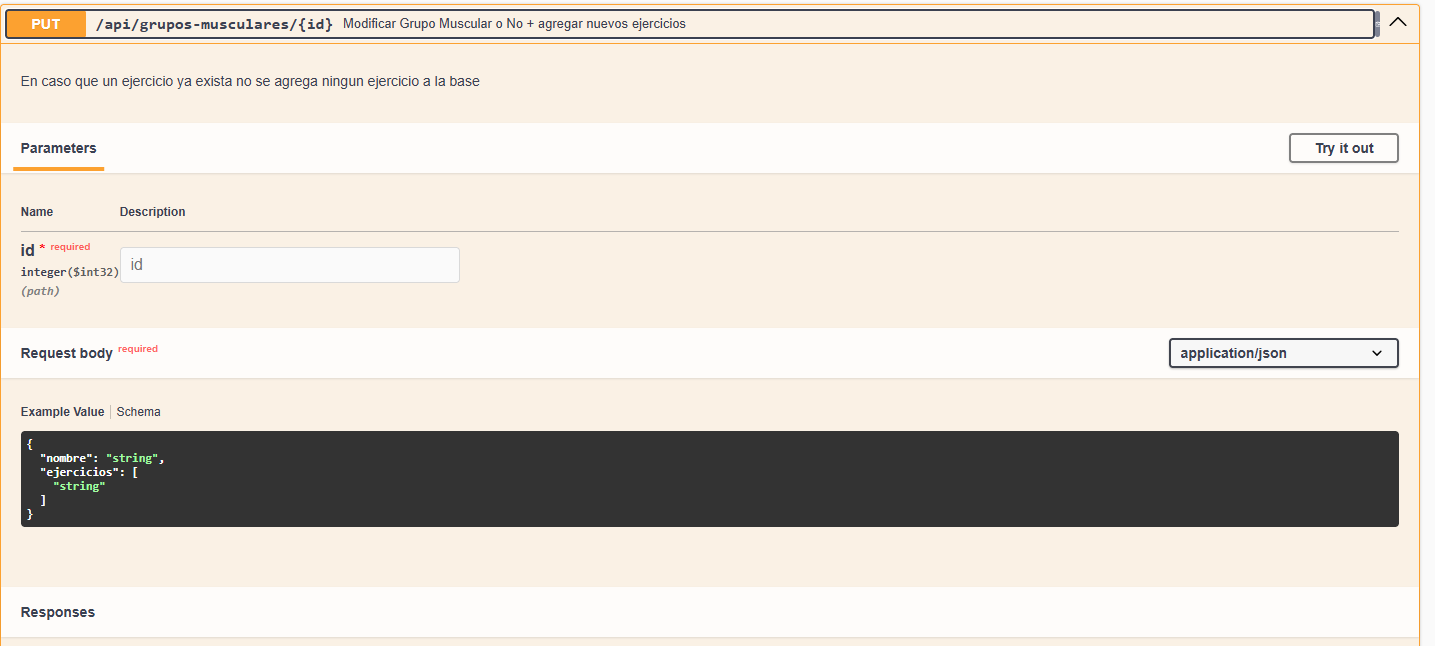 PUT /api/grupos-musculares/{id} Modificar Grupo Muscular o No + agregar nuevos ejercicios
En caso que un ejercicio ya exista no se agrega ningun ejercicio a la base
Parameters Try it out
Name Description
id * required
integer($int32) id
(path)
Request body required application/json
Example Value Schema
{
"nombre": "string",
"ejercicios": [
"string"
]
}
Responses